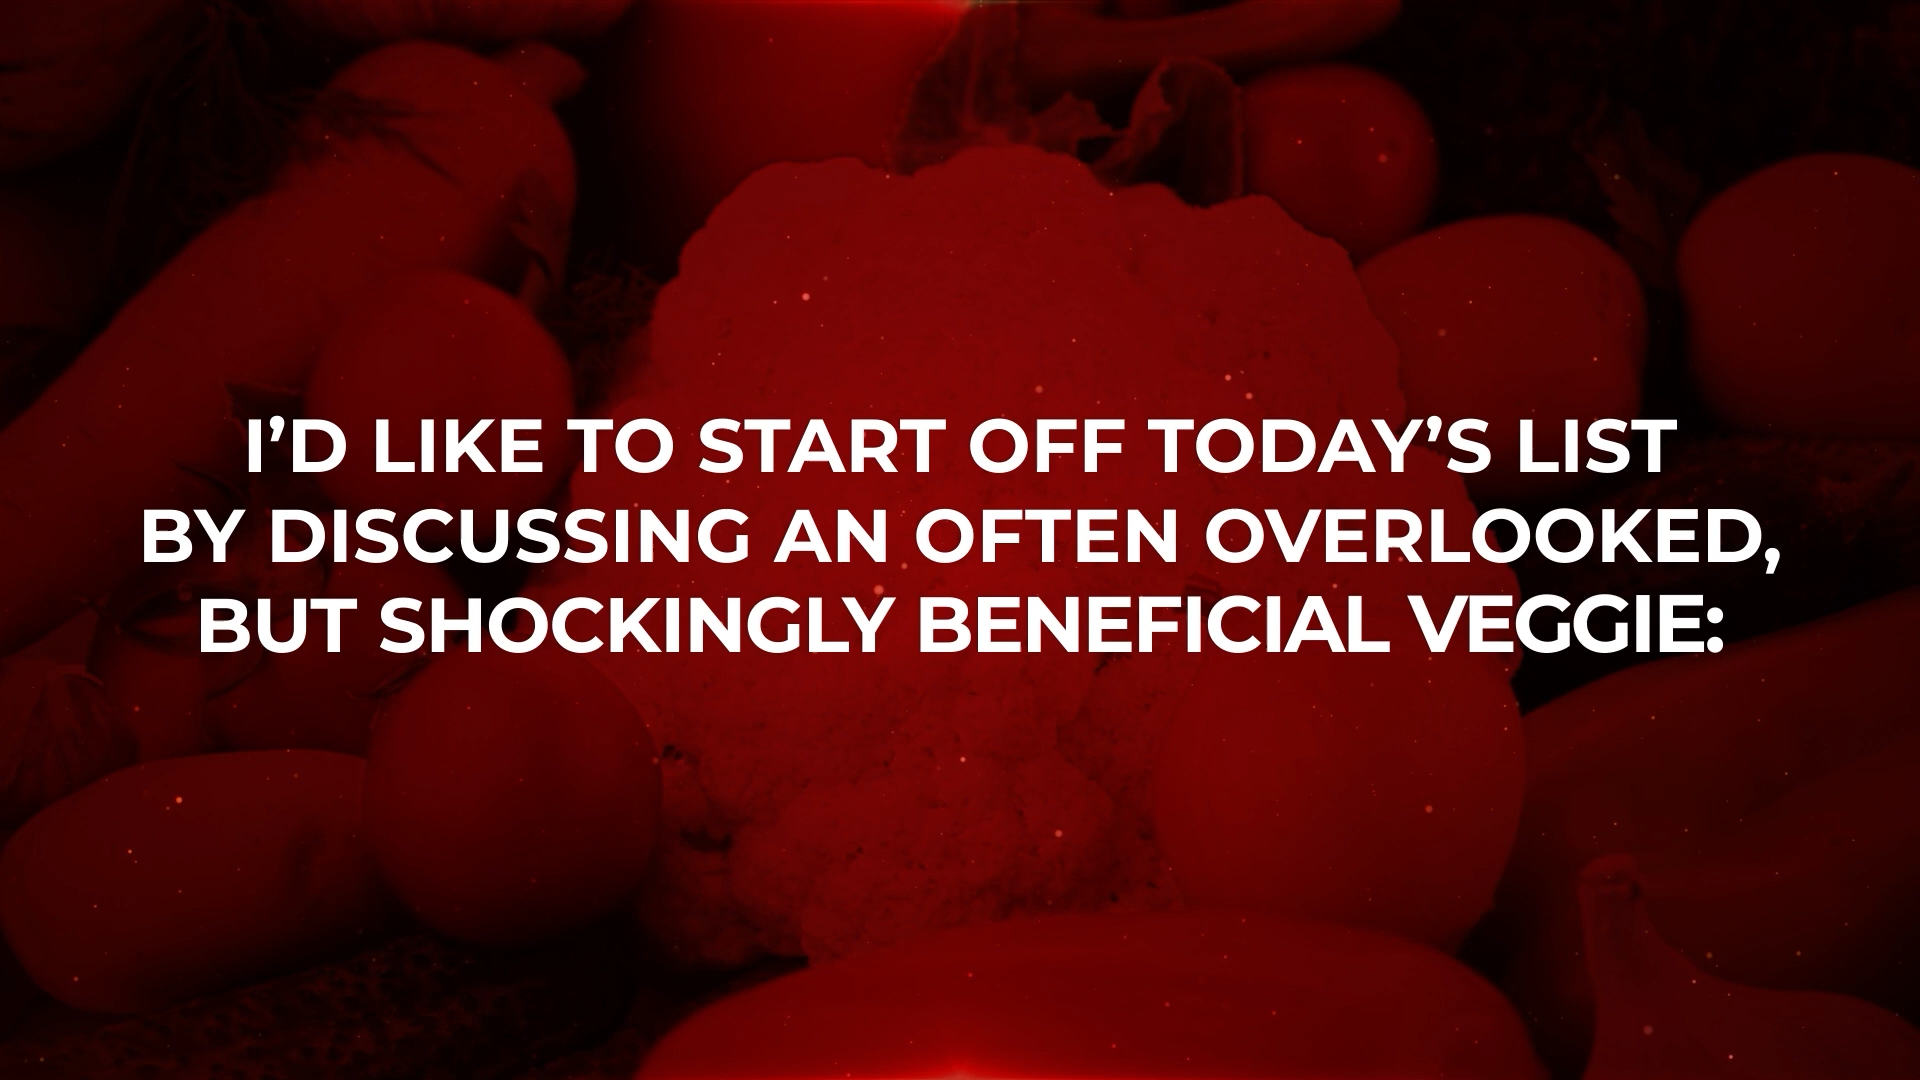 I’D LIKE TO START OFF TODAY’S LIST
BY DISCUSSING AN OFTEN OVERLOOKED,
BUT SHOCKINGLY BENEFICIAL VEGGIE: